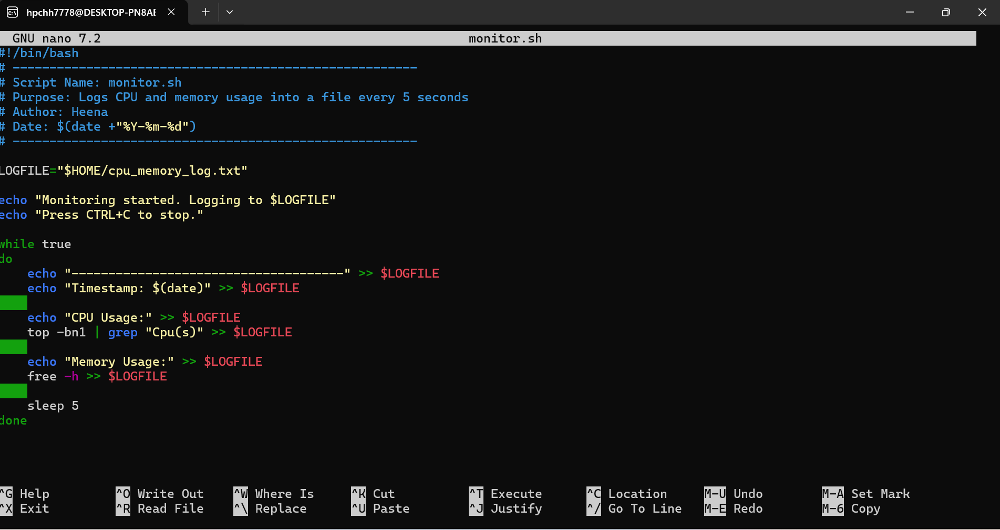 hpchh7778@DESKTOP-PN8AE
GNU nano 7.2 monitor.sh
#!/bin/bash
# -------------------------------------------------------
# Script Name: monitor.sh
# Purpose: Logs CPU and memory usage into a file every 5 seconds
# Author: Heena
# Date: $(date +"%Y-%m-%d")
# -------------------------------------------------------
LOGFILE="$HOME/cpu_memory_log.txt"
echo "Monitoring started. Logging to $LOGFILE"
echo "Press CTRL+C to stop."
while true
do
    echo "-------------------------------------" >> $LOGFILE
    echo "Timestamp: $(date)" >> $LOGFILE
    echo "CPU Usage:" >> $LOGFILE
    top -bn1 | grep "Cpu(s)" >> $LOGFILE
    echo "Memory Usage:" >> $LOGFILE
    free -h >> $LOGFILE
    sleep 5
done
^G Help ^O Write Out ^W Where Is ^K Cut ^T Execute ^C Location M-U Undo M-A Set Mark
^X Exit ^R Read File ^\ Replace ^U Paste ^J Justify ^/ Go To Line M-E Redo M-6 Copy